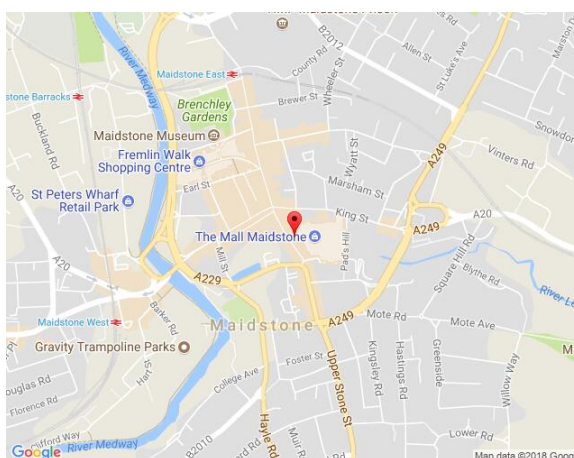 B2012
County Rd
Wheeler St
Allen St
St Luke's Ave
River Medway
Maidstone East
stone Barracks
Brenchley
Gardens
Brewer St
Buckland Rd
Maidstone Museum
Snowdon
Fremlin Walk
Shopping Centre
Wyatt St
A249
Vinters Rd
Marsham St
A20
St Peters Wharf
Retail Park
Earl St
King St
A20
A249
The Mall Maidstone
Pad's Hill
Square Hill Rd
Mill St
A229
Blythe Rd
River Le
A20
Barker Rd
Maidstone West
Maidstone
A249
Mote Rd
Mote Ave
Gravity Trampoline Parks
Hart St
Foster St
Upper Stone St
Kingsley Rd
Hastings Rd
Greenside
Willow Way
College Ave
ouglas Rd
Florence Rd
Hayle Rd
Lower Rd
Clifford Way
River Medway
B2010
Muir Rd
Google
Map data ©2018 Goog